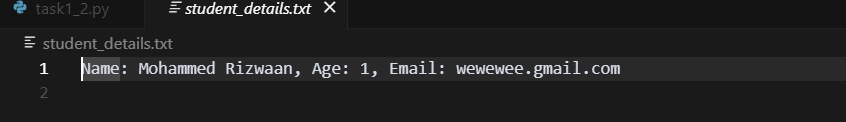 task1_2.py student_details.txt ✕
student_details.txt
1 Name: Mohammed Rizwaan, Age: 1, Email: wewewee.gmail.com
2